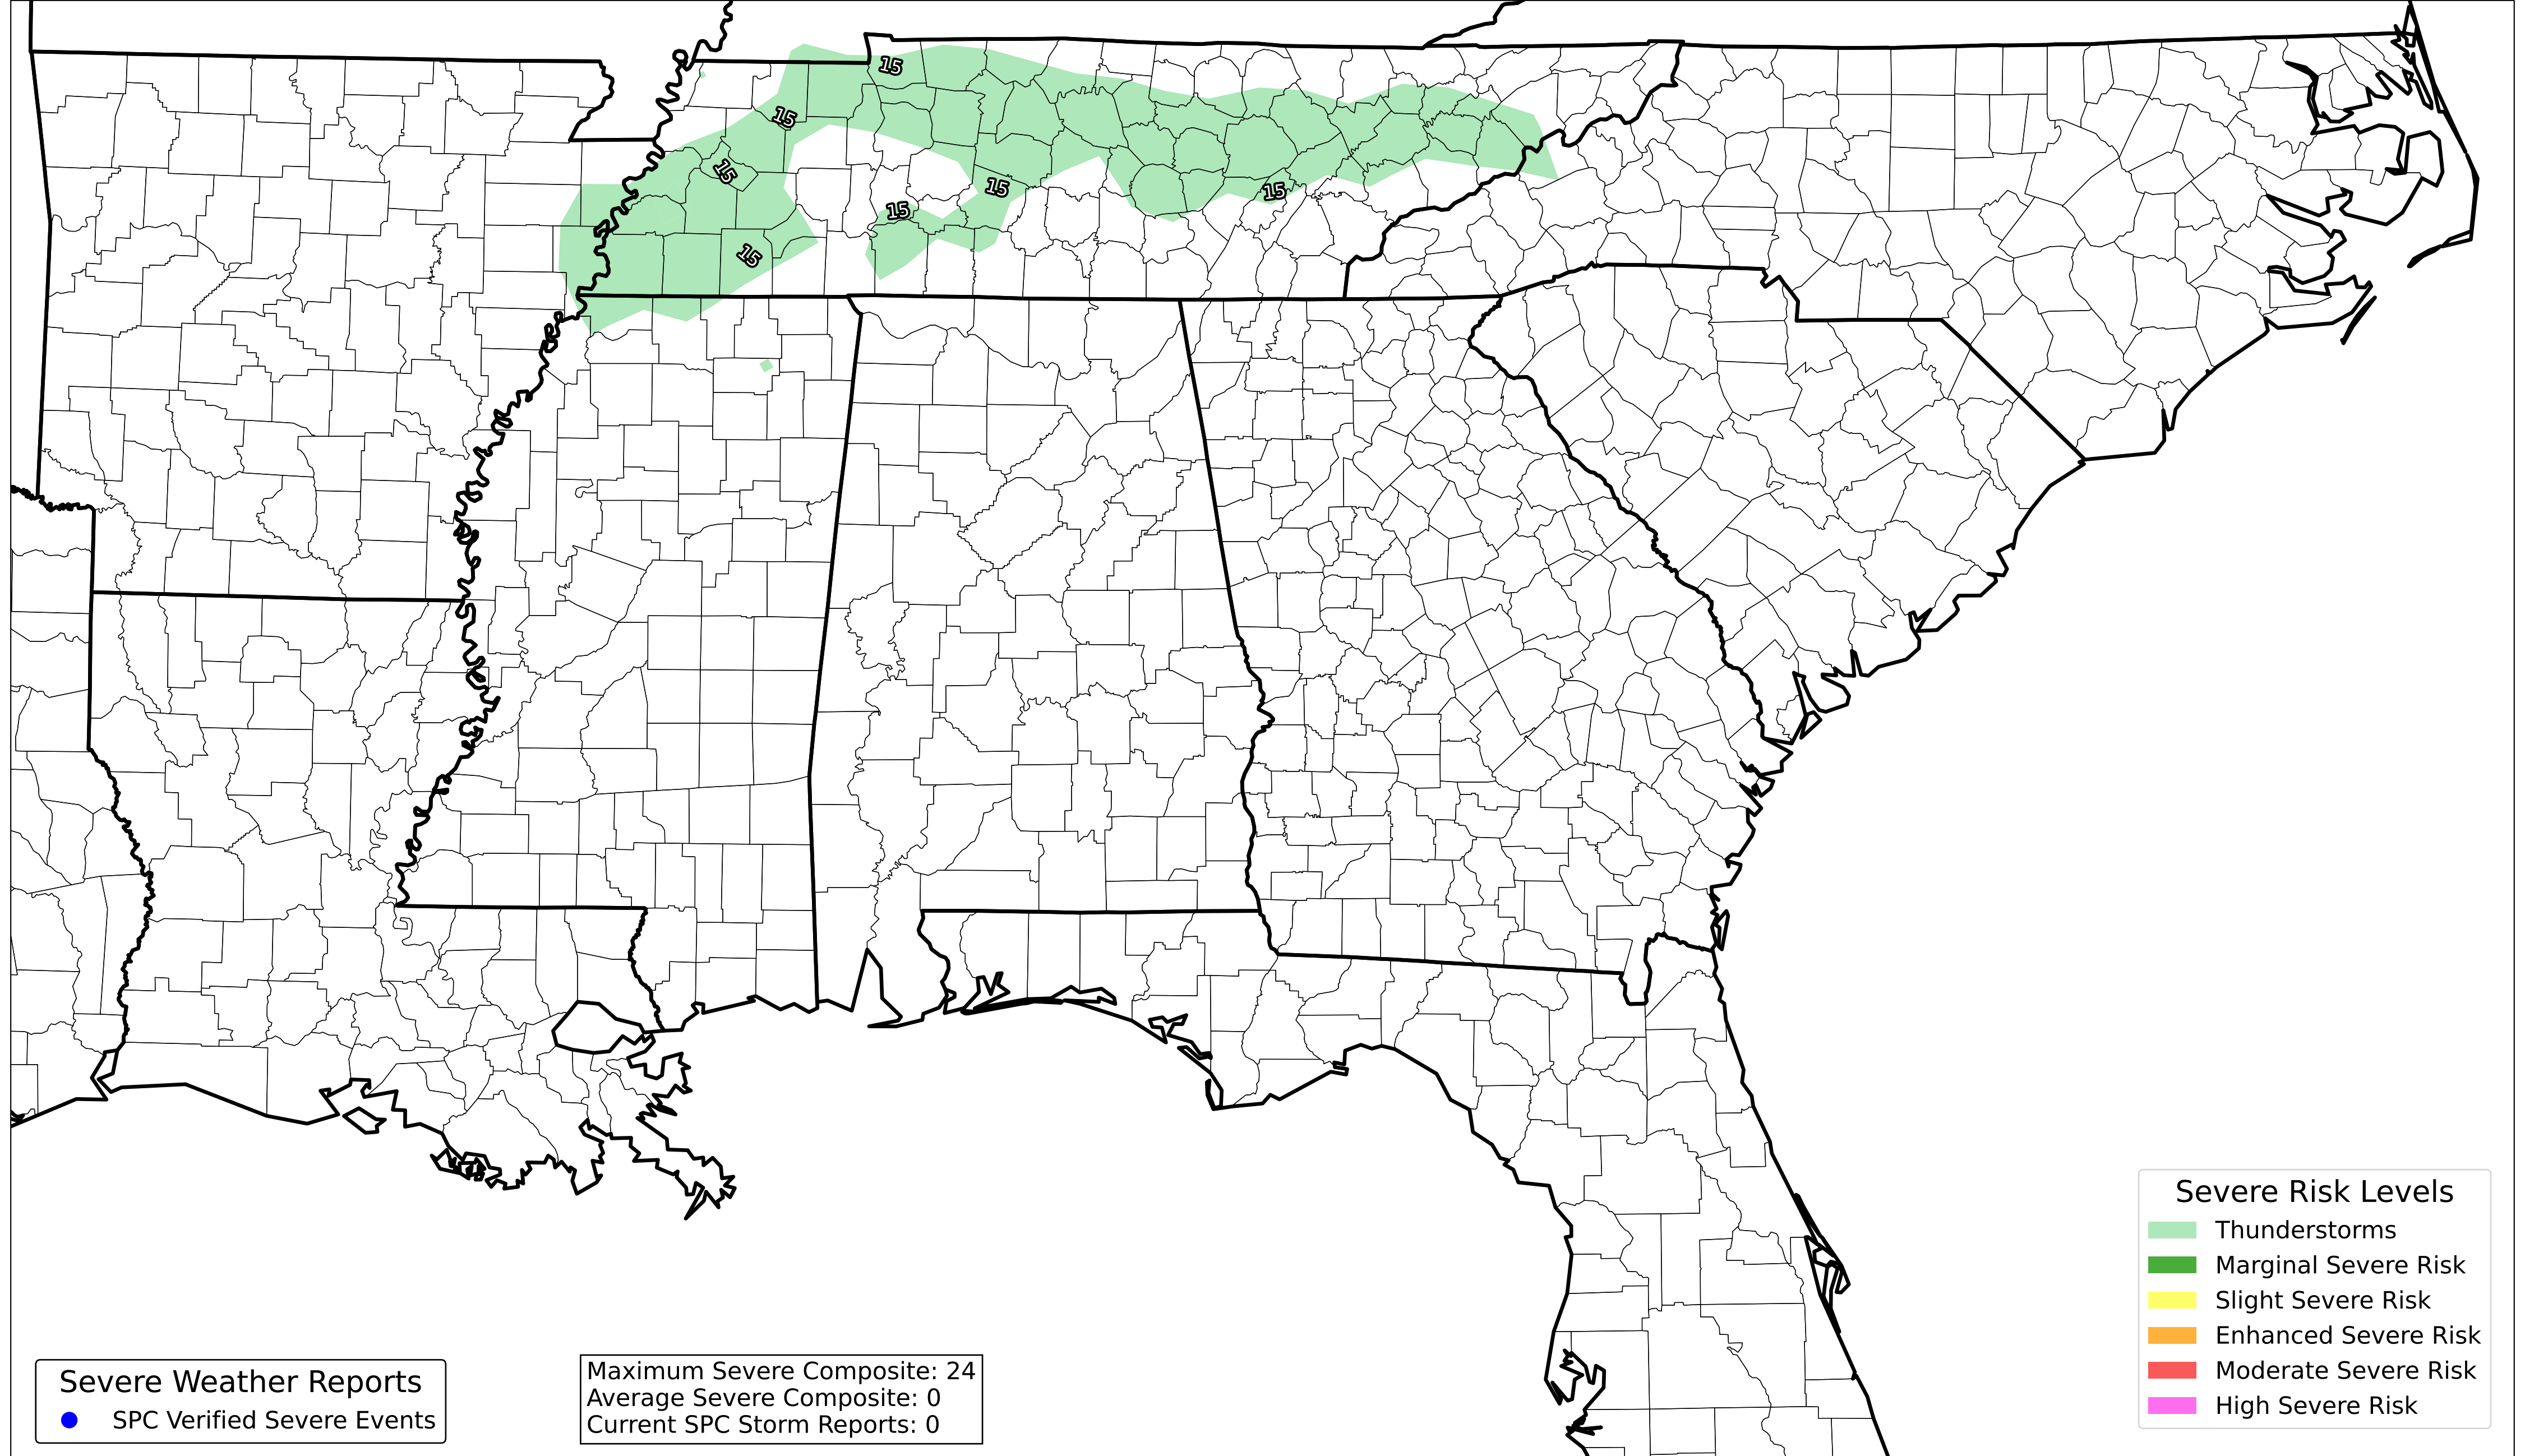 15
15
15
15
15
15
15
Severe Risk Levels
Thunderstorms
Marginal Severe Risk
Slight Severe Risk
Enhanced Severe Risk
Moderate Severe Risk
High Severe Risk
Severe Weather Reports
SPC Verified Severe Events
Maximum Severe Composite: 24
Average Severe Composite: 0
Current SPC Storm Reports: 0